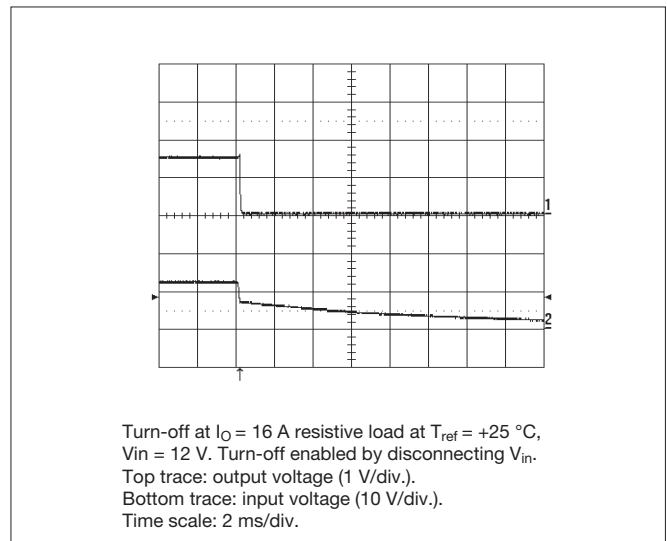 1
2
Turn-off at IO = 16 A resistive load at Tref = +25 °C,
Vin = 12 V. Turn-off enabled by disconnecting Vin.
Top trace: output voltage (1 V/div.).
Bottom trace: input voltage (10 V/div.).
Time scale: 2 ms/div.